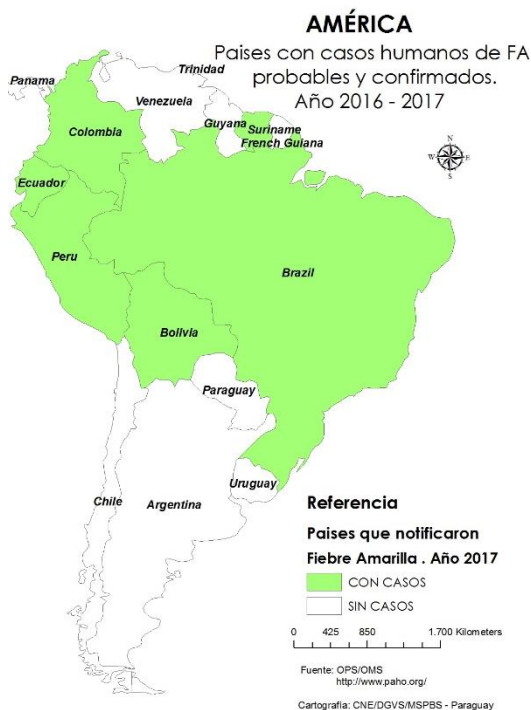 AMÉRICA
Paises con casos humanos de FA
probables y confirmados.
Año 2016 - 2017
Panama
Trinidad
Venezuela
Guyana
Suriname
French Guiana
Colombia
Ecuador
Peru
Brazil
Bolivia
Paraguay
Uruguay
Chile
Argentina
N
W E
S
Referencia
Paises que notificaron
Fiebre Amarilla . Año 2017
CON CASOS
SIN CASOS
0 425 850 1.700 Kilometers
Fuente: OPS/OMS
http://www.paho.org/
Cartografía: CNE/DGVS/MSPBS - Paraguay